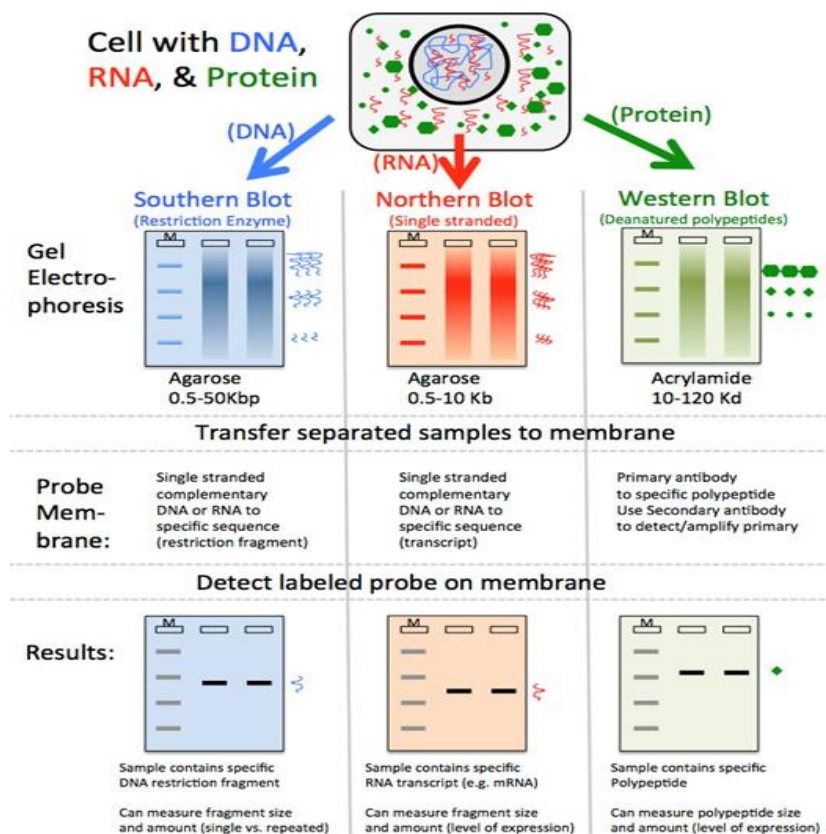 Cell with DNA,
RNA, & Protein
(DNA)
(RNA)
(Protein)
Southern Blot
(Restriction Enzyme)
Northern Blot
(Single stranded)
Western Blot
(Deanatured polypeptides)
Gel
Electro-
phoresis
M
M
M
Agarose
0.5-50Kbp
Agarose
0.5-10 Kb
Acrylamide
10-120 Kd
Transfer separated samples to membrane
Probe
Mem-
brane:
Single stranded
complementary
DNA or RNA to
specific sequence
(restriction fragment)
Single stranded
complementary
DNA or RNA to
specific sequence
(transcript)
Primary antibody
to specific polypeptide
Use Secondary antibody
to detect/amplify primary
Detect labeled probe on membrane
Results:
M
M
M
Sample contains specific
DNA restriction fragment
Can measure fragment size
and amount (single vs. repeated)
Sample contains specific
RNA transcript (e.g. mRNA)
Can measure fragment size
and amount (level of expression)
Sample contains specific
Polypeptide
Can measure polypeptide size
and amount (level of expression)